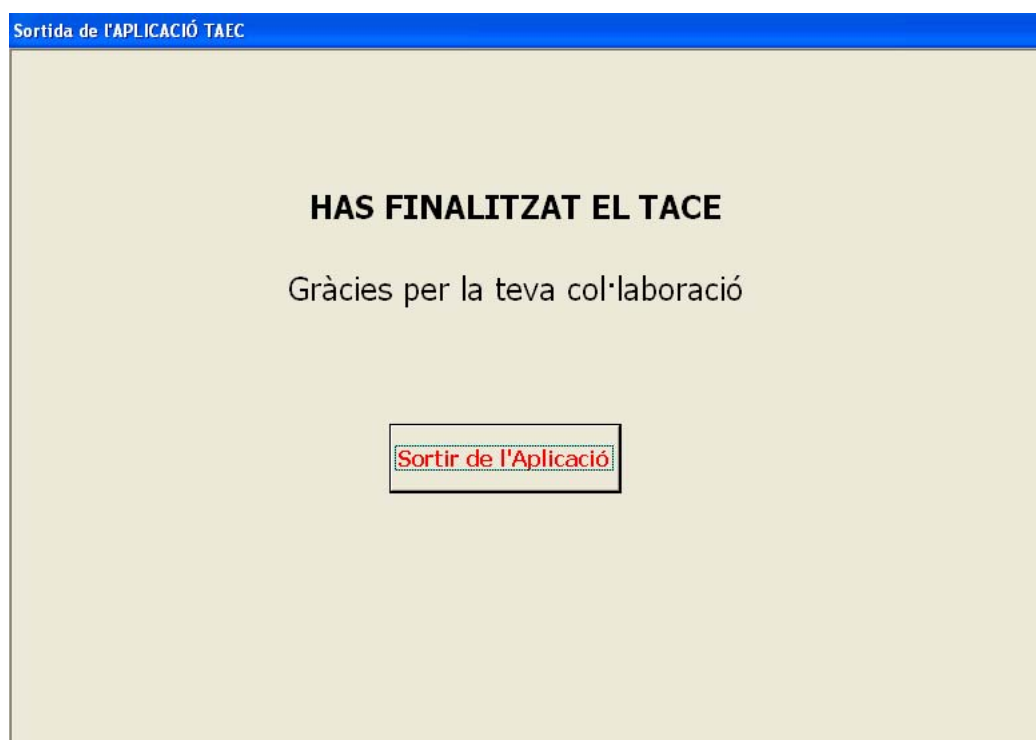 Sortida de l'APLICACIÓ TAEC
HAS FINALITZAT EL TACE
Gràcies per la teva col·laboració
Sortir de l'Aplicació